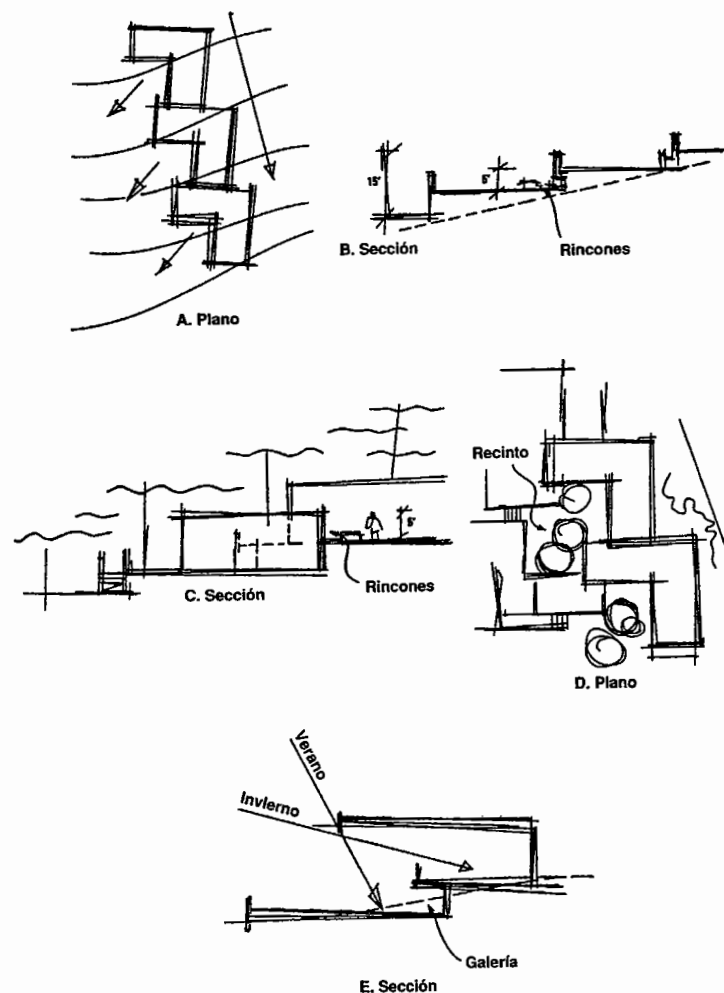 A. Plano
15'
5'
B. Sección
Rincones
5'
C. Sección
Rincones
Recinto
D. Plano
Verano
Invierno
Galería
E. Sección